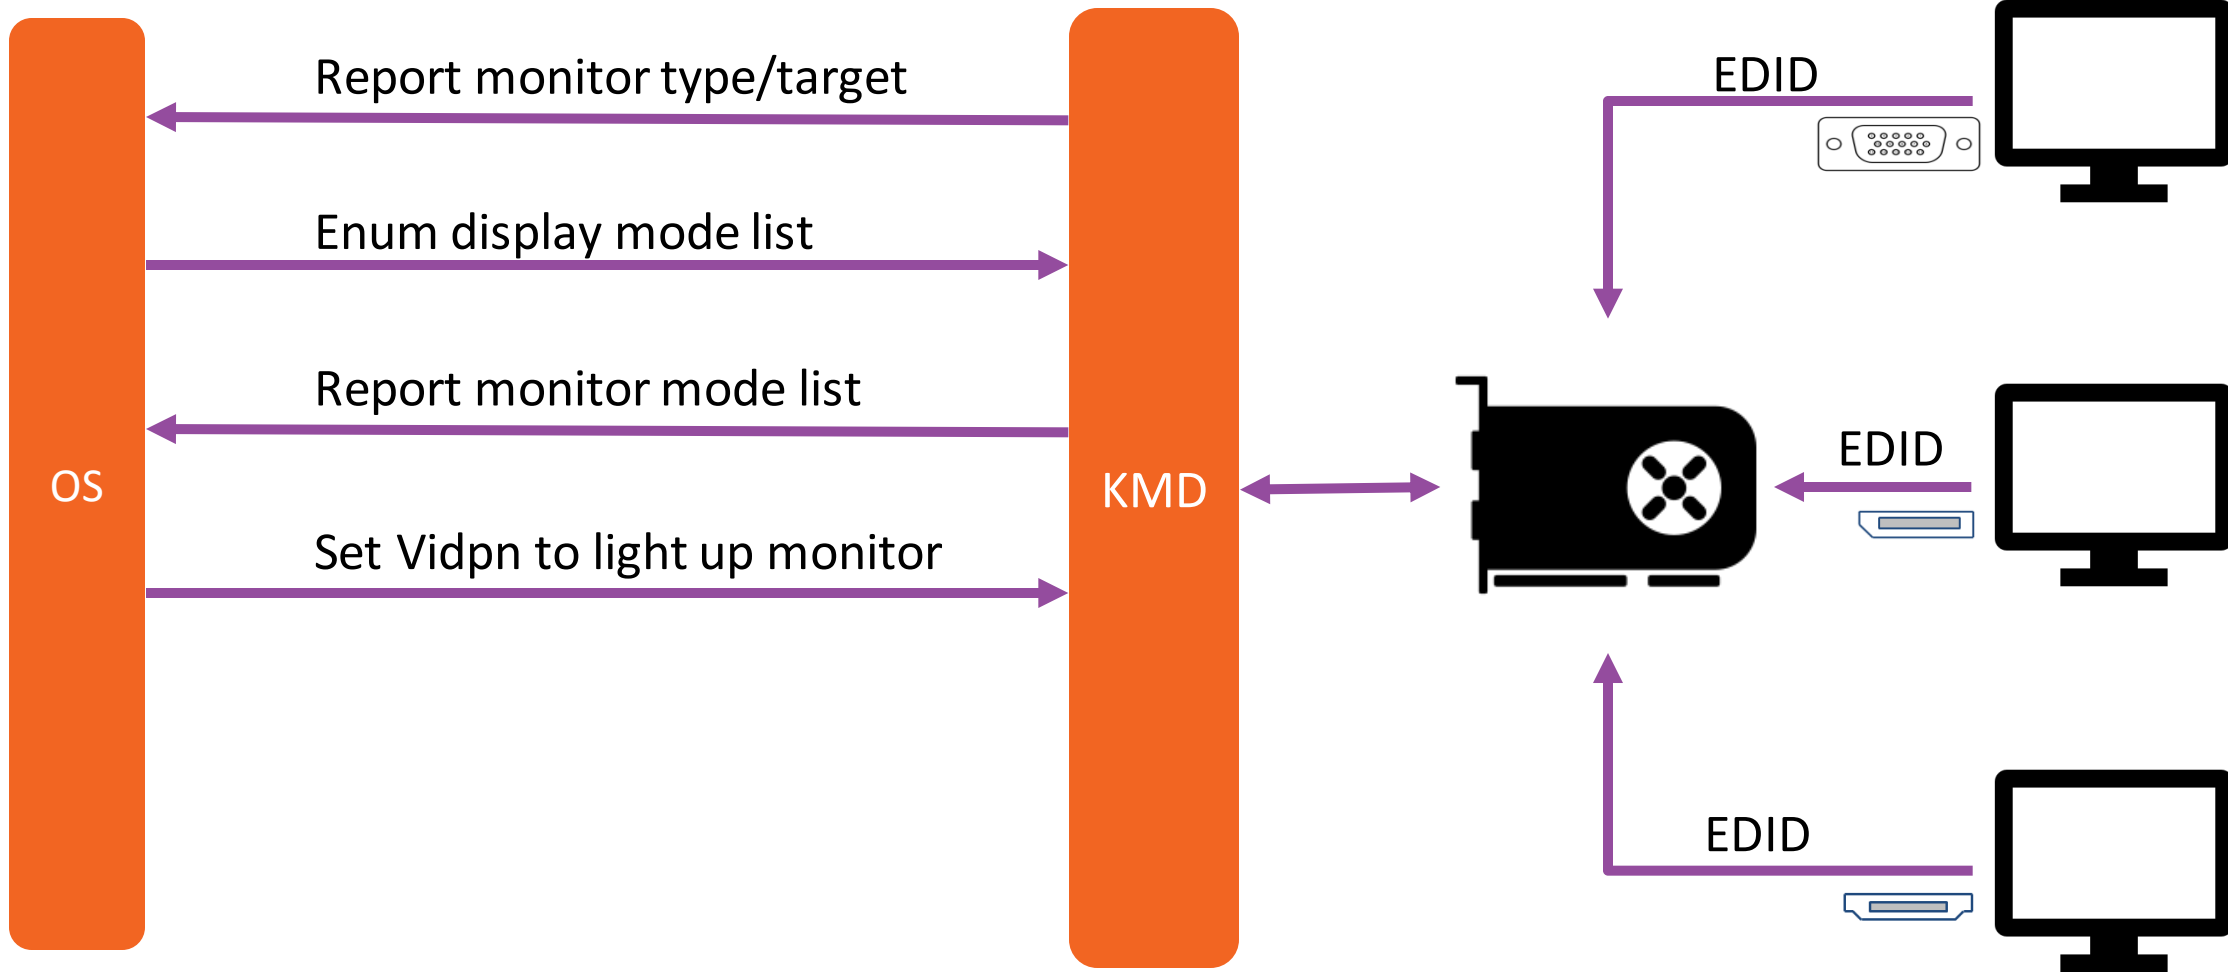 Report monitor type/target
Enum display mode list
Report monitor mode list
Set Vidpn to light up monitor
OS
KMD
EDID
EDID
EDID